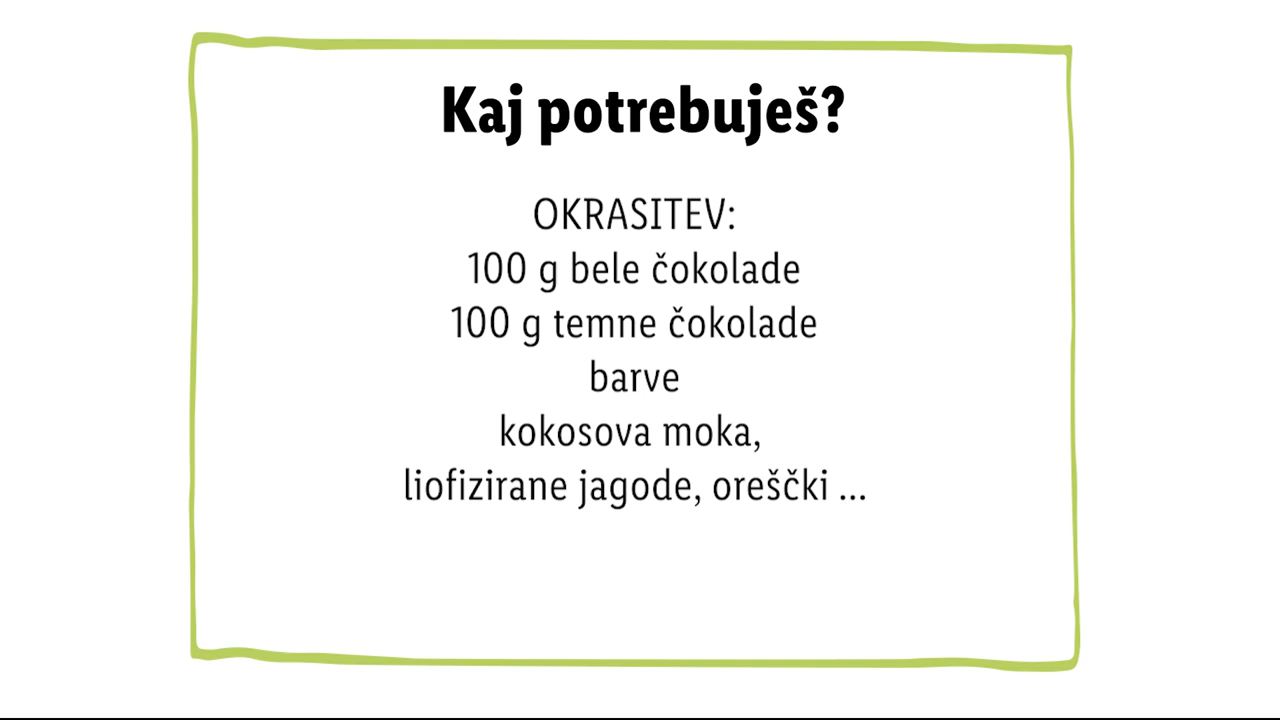 Kaj potrebuješ?
OKRASITEV:
100 g bele čokolade
100 g temne čokolade
barve
kokosova moka,
liofizirane jagode, oreščki ...